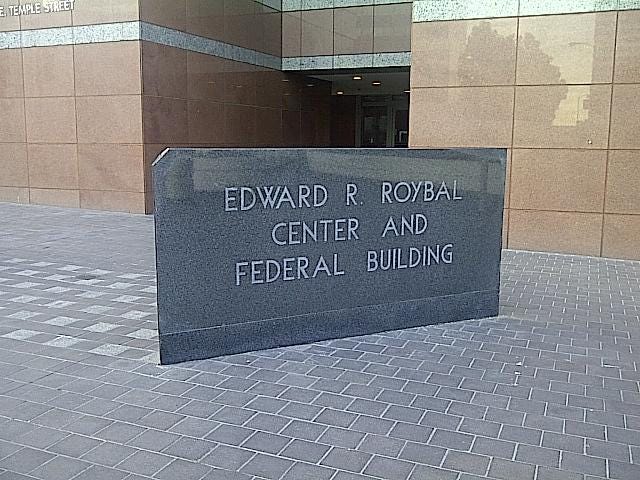 E. TEMPLE STREET
EDWARD R. ROYBAL
CENTER AND
FEDERAL BUILDING